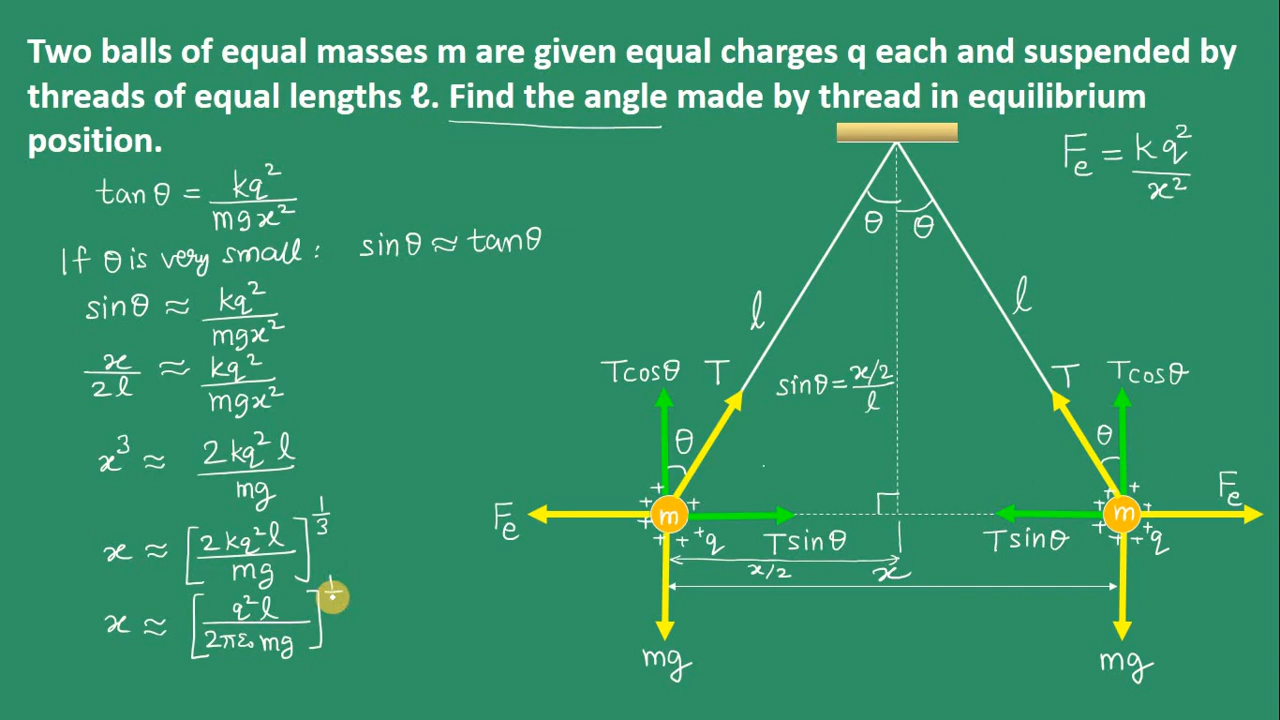 Two balls of equal masses m are given equal charges q each and suspended by
threads of equal lengths ℓ. Find the angle made by thread in equilibrium
position.
tanθ = kq²/mgx²
If θ is very small: sinθ ≈ tanθ
sinθ ≈ kq²/mgx²
x/2l ≈ kq²/mgx²
x³ ≈ 2kq²l/mg
x ≈ [2kq²l/mg]^1/3
x ≈ [q²l/2πε₀mg]^1
Fe = kq²/x²
θ θ
l l
Tcosθ T
sinθ = x/2/l
T Tcosθ
θ θ
Fe m m Fe
+q Tsinθ Tsinθ +q
x/2 x
mg mg